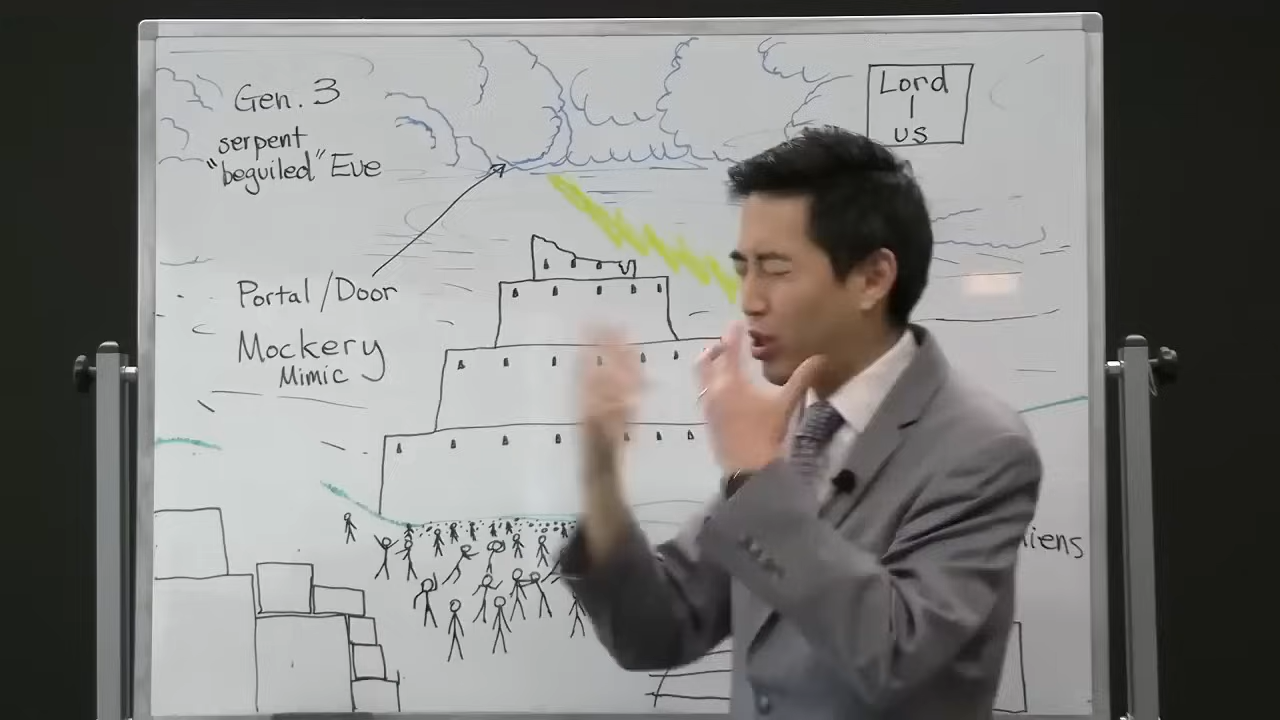 Gen. 3
serpent
"beguiled" Eve
Portal/Door
Mockery
Mimic
Lord
us